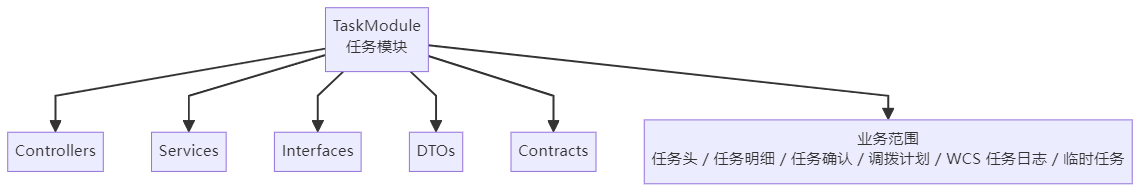 TaskModule
任务模块
Controllers
Services
Interfaces
DTOs
Contracts
业务范围
任务头 / 任务明细 / 任务确认 / 调拨计划 / WCS 任务日志 / 临时任务